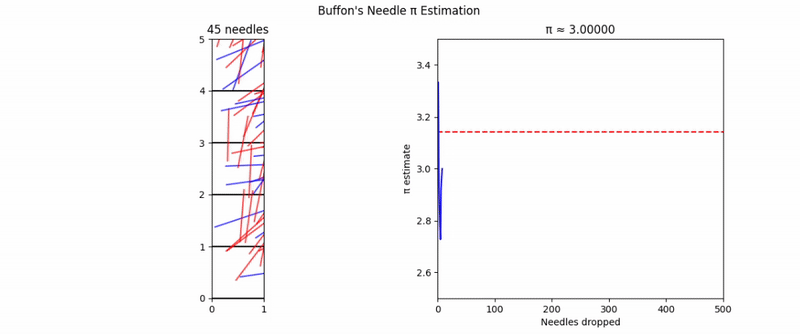 Buffon's Needle π Estimation
45 needles
5
4
3
2
1
0
0 1
π ≈ 3.00000
π estimate
3.4
3.2
3.0
2.8
2.6
0 100 200 300 400 500
Needles dropped